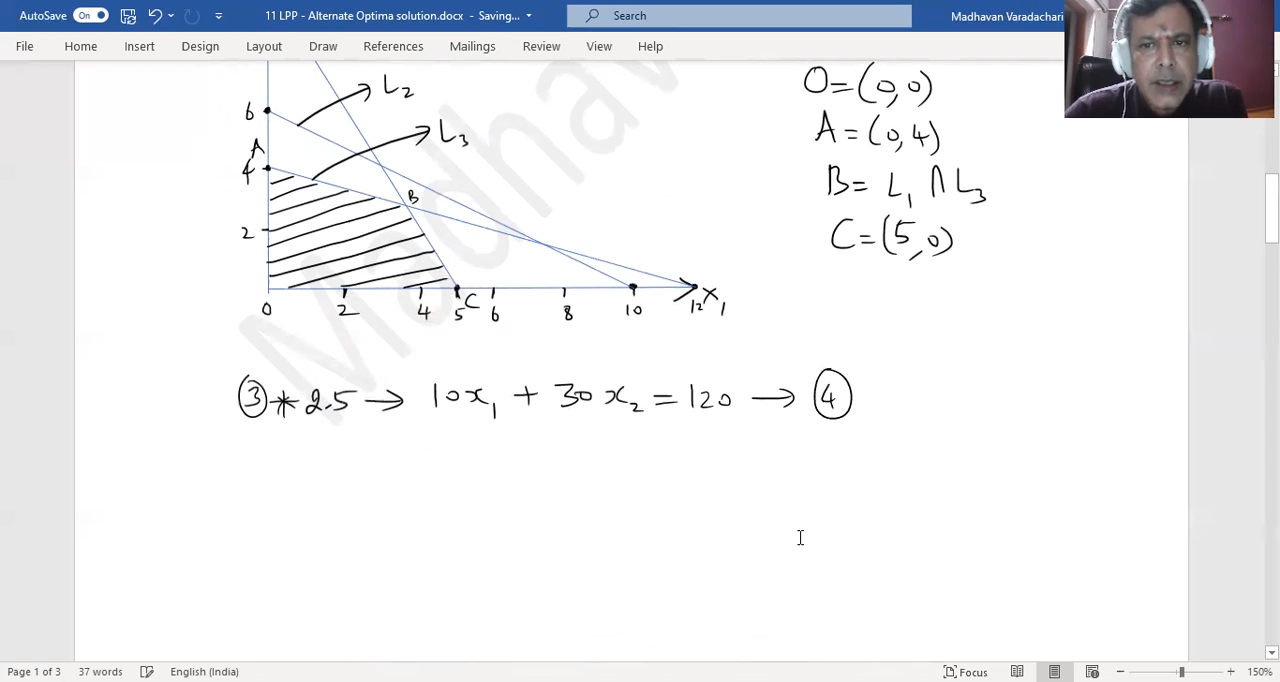 AutoSave On 11 LPP - Alternate Optima solution.docx - Saving... Search Madhavan Varadachari
File Home Insert Design Layout Draw References Mailings Review View Help
L2
O=(0,0)
6
L3
A=(0,4)
A
4
B
B= L1 ∩ L3
2
C=(5,0)
0 2 4 5 C 6 8 10 12 X1
Madhav
③ * 2.5 → 10x1 + 30x2 = 120 → ④
Page 1 of 3 37 words English (India) Focus 150%